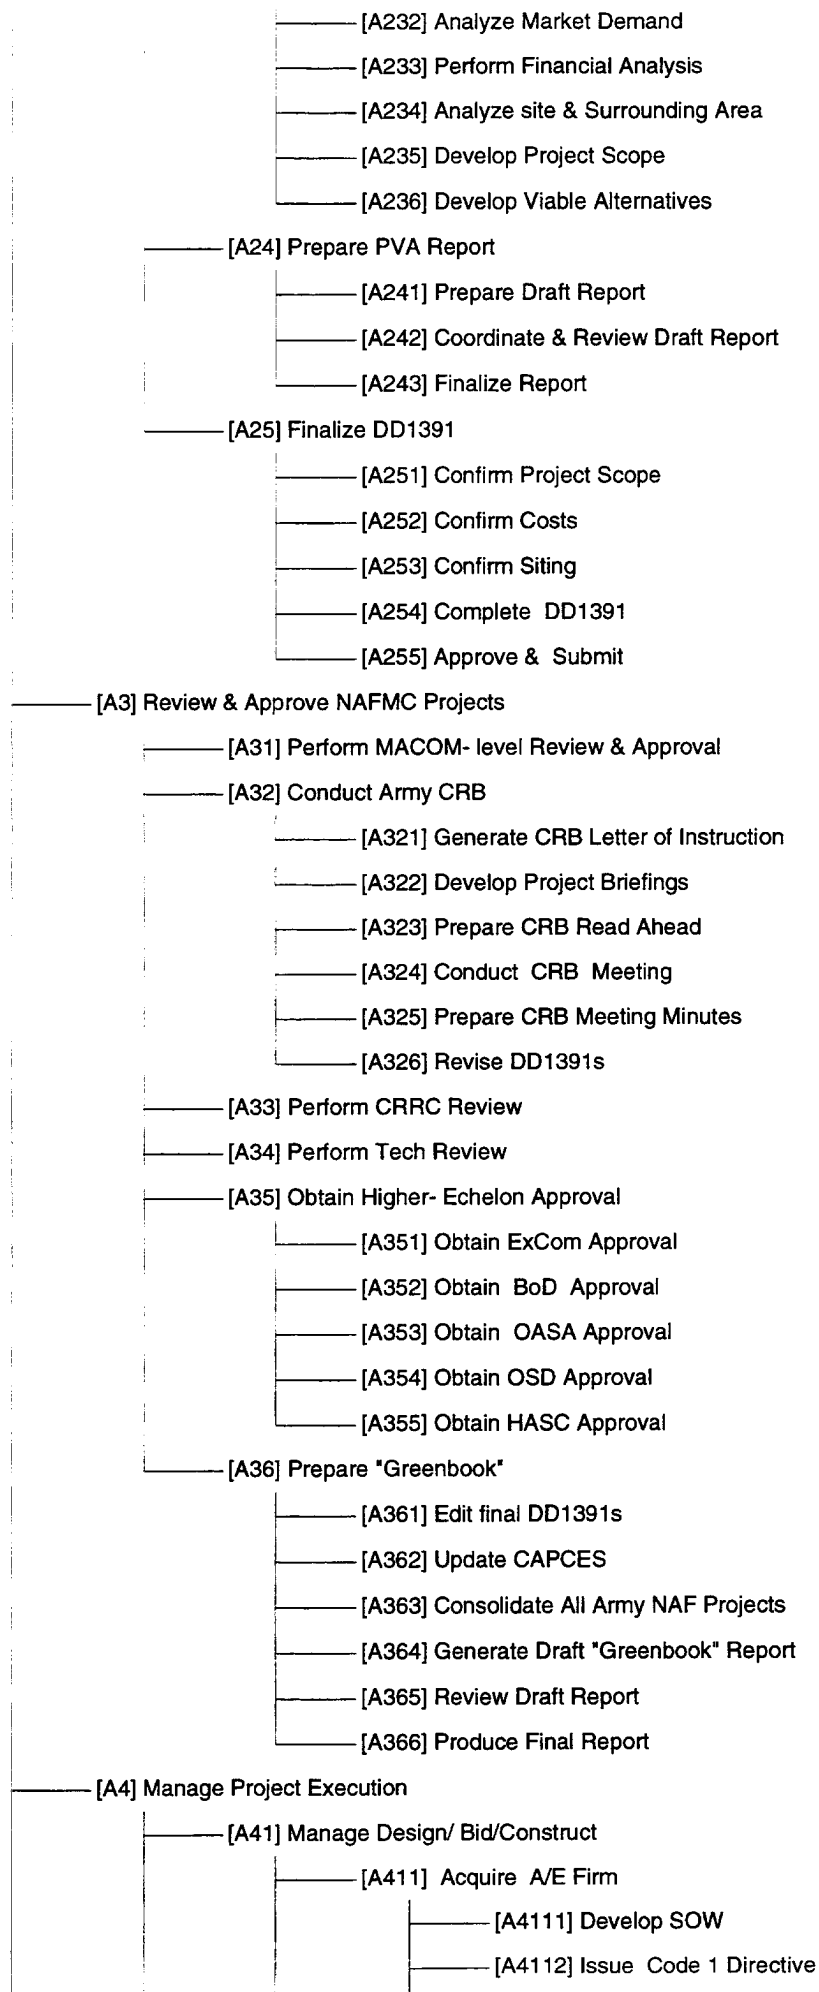 [A232] Analyze Market Demand
[A233] Perform Financial Analysis
[A234] Analyze site & Surrounding Area
[A235] Develop Project Scope
[A236] Develop Viable Alternatives
[A24] Prepare PVA Report
[A241] Prepare Draft Report
[A242] Coordinate & Review Draft Report
[A243] Finalize Report
[A25] Finalize DD1391
[A251] Confirm Project Scope
[A252] Confirm Costs
[A253] Confirm Siting
[A254] Complete DD1391
[A255] Approve & Submit
[A3] Review & Approve NAFMC Projects
[A31] Perform MACOM- level Review & Approval
[A32] Conduct Army CRB
[A321] Generate CRB Letter of Instruction
[A322] Develop Project Briefings
[A323] Prepare CRB Read Ahead
[A324] Conduct CRB Meeting
[A325] Prepare CRB Meeting Minutes
[A326] Revise DD1391s
[A33] Perform CRRC Review
[A34] Perform Tech Review
[A35] Obtain Higher- Echelon Approval
[A351] Obtain ExCom Approval
[A352] Obtain BoD Approval
[A353] Obtain OASA Approval
[A354] Obtain OSD Approval
[A355] Obtain HASC Approval
[A36] Prepare "Greenbook"
[A361] Edit final DD1391s
[A362] Update CAPCES
[A363] Consolidate All Army NAF Projects
[A364] Generate Draft "Greenbook" Report
[A365] Review Draft Report
[A366] Produce Final Report
[A4] Manage Project Execution
[A41] Manage Design/ Bid/Construct
[A411] Acquire A/E Firm
[A4111] Develop SOW
[A4112] Issue Code 1 Directive